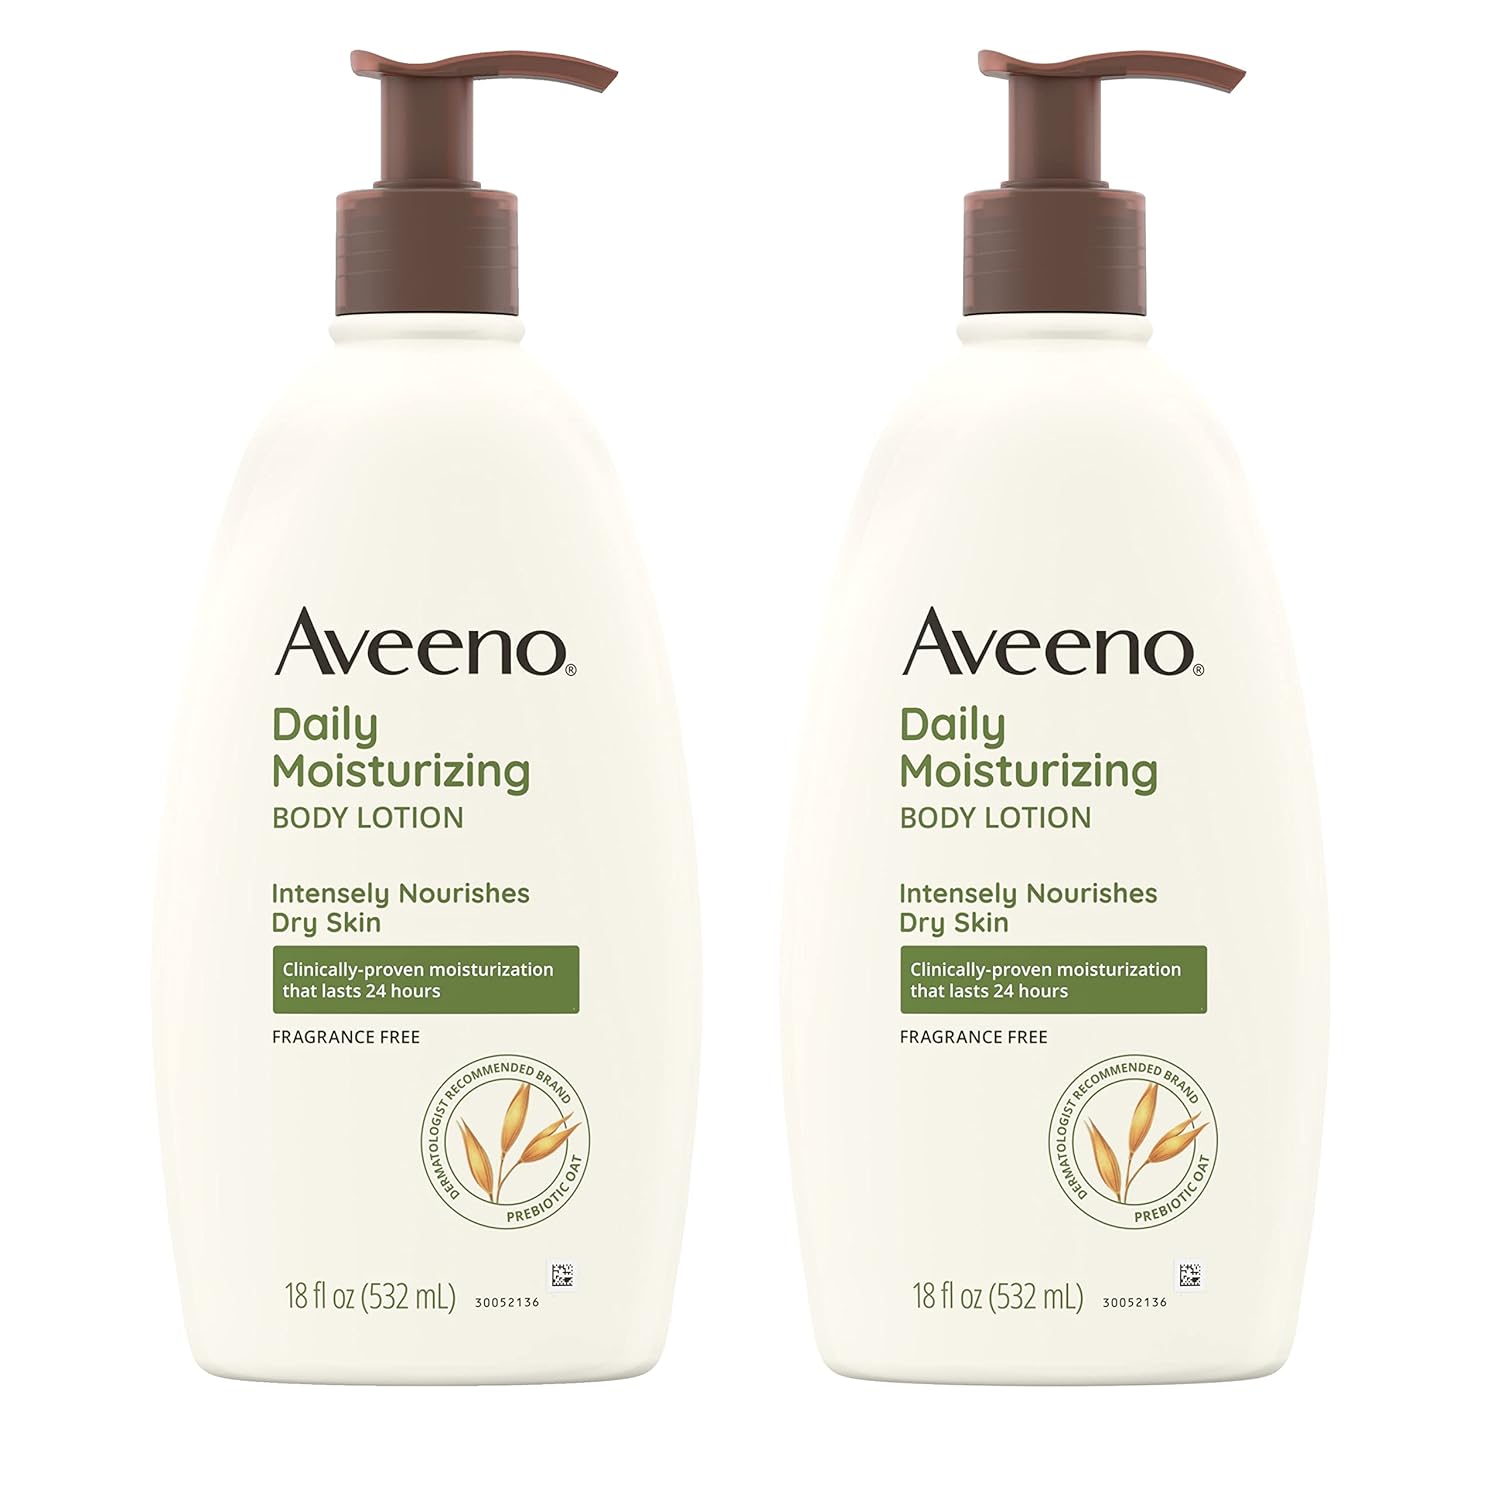 Aveeno®
Daily
Moisturizing
BODY LOTION
Intensely Nourishes
Dry Skin
Clinically-proven moisturization
that lasts 24 hours
FRAGRANCE FREE
DERMATOLOGIST RECOMMENDED BRAND
PREBIOTIC OAT
18 fl oz (532 mL)
30052136
Aveeno®
Daily
Moisturizing
BODY LOTION
Intensely Nourishes
Dry Skin
Clinically-proven moisturization
that lasts 24 hours
FRAGRANCE FREE
DERMATOLOGIST RECOMMENDED BRAND
PREBIOTIC OAT
18 fl oz (532 mL)
30052136